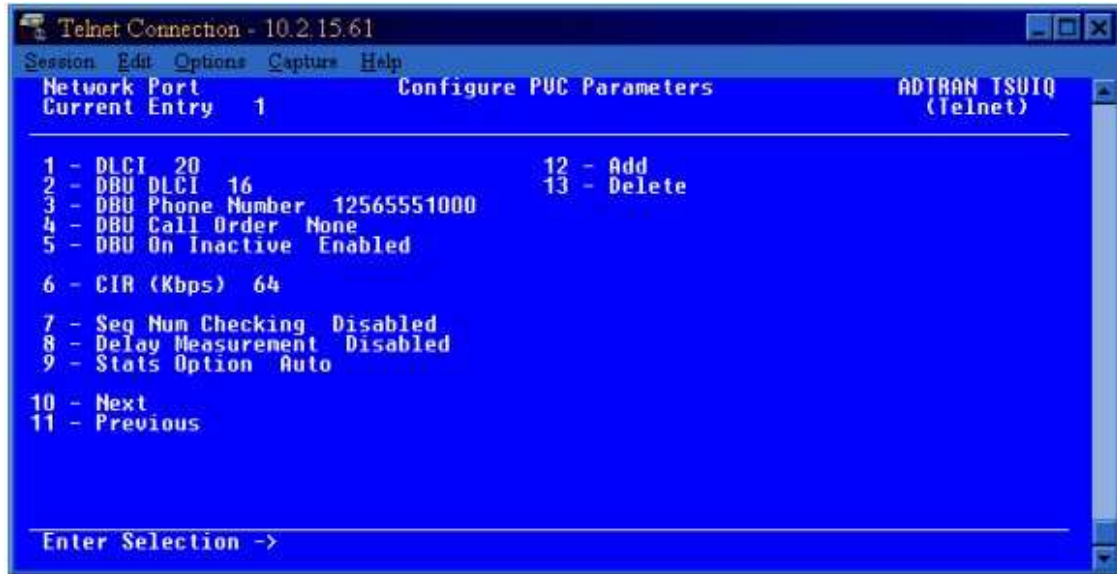 Telnet Connection - 10.2.15.61
Session Edit Options Capture Help
Network Port Configure PVC Parameters ADTRAN TSUIQ
Current Entry 1 (Telnet)
1 - DLCI 20 12 - Add
2 - DBU DLCI 16 13 - Delete
3 - DBU Phone Number 12565551000
4 - DBU Call Order None
5 - DBU On Inactive Enabled
6 - CIR (Kbps) 64
7 - Seq Num Checking Disabled
8 - Delay Measurement Disabled
9 - Stats Option Auto
10 - Next
11 - Previous
Enter Selection ->